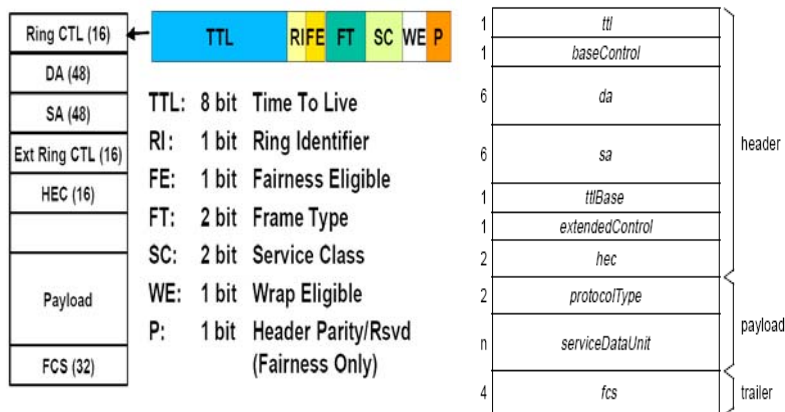 Ring CTL (16)
DA (48)
SA (48)
Ext Ring CTL (16)
HEC (16)
Payload
FCS (32)
TTL RI FE FT SC WE P
TTL: 8 bit Time To Live
RI: 1 bit Ring Identifier
FE: 1 bit Fairness Eligible
FT: 2 bit Frame Type
SC: 2 bit Service Class
WE: 1 bit Wrap Eligible
P: 1 bit Header Parity/Rsvd
(Fairness Only)
1 ttl
1 baseControl
6 da
6 sa
1 ttlBase
1 extendedControl
2 hec
header
2 protocolType
n serviceDataUnit
payload
4 fcs
trailer